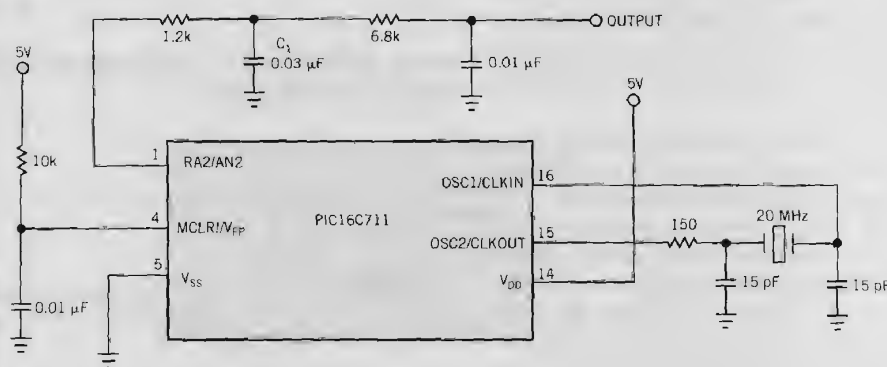 OUTPUT
1.2k
6.8k
C1
0.03 µF
0.01 µF
5V
5V
10k
1
RA2/AN2
4
MCLR!/VPP
5
VSS
PIC16C711
OSC1/CLKIN
16
OSC2/CLKOUT
15
VDD
14
150
20 MHz
15 pF
15 pF
0.01 µF